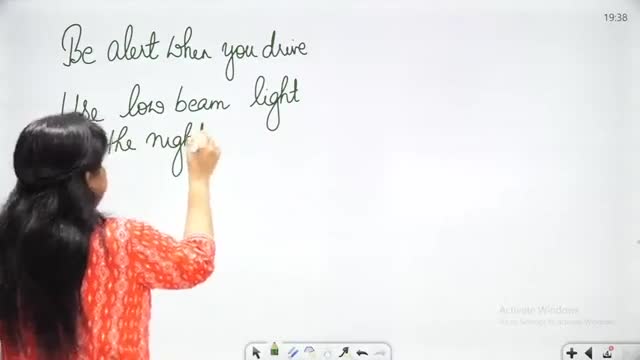 19:38
Be alert when you drive
Use low beam light
the night
Activate Windows
Go to Settings to activate Windows.